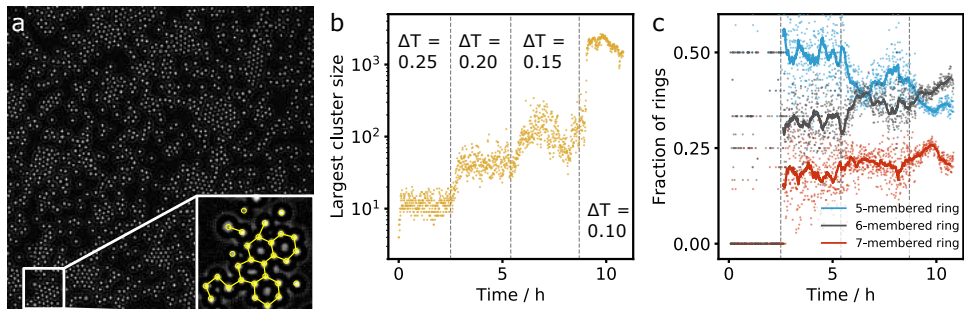 a
b
ΔT =
0.25
ΔT =
0.20
ΔT =
0.15
ΔT =
0.10
10³
10²
10¹
Largest cluster size
0
5
10
Time / h
c
0.50
0.25
0.00
Fraction of rings
5-membered ring
6-membered ring
7-membered ring
0
5
10
Time / h